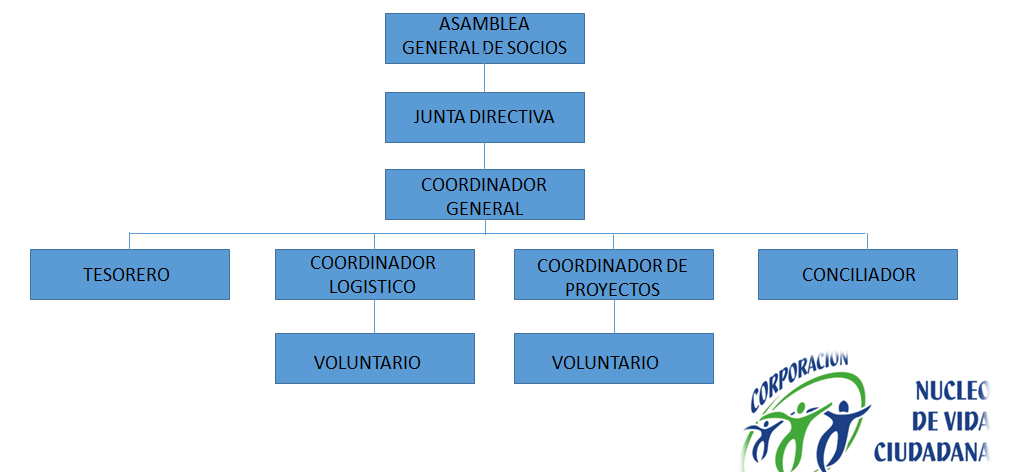 ASAMBLEA
GENERAL DE SOCIOS
JUNTA DIRECTIVA
COORDINADOR
GENERAL
TESORERO
COORDINADOR
LOGISTICO
COORDINADOR DE
PROYECTOS
CONCILIADOR
VOLUNTARIO
VOLUNTARIO
CORPORACION
NUCLEO
DE VIDA
CIUDADANA